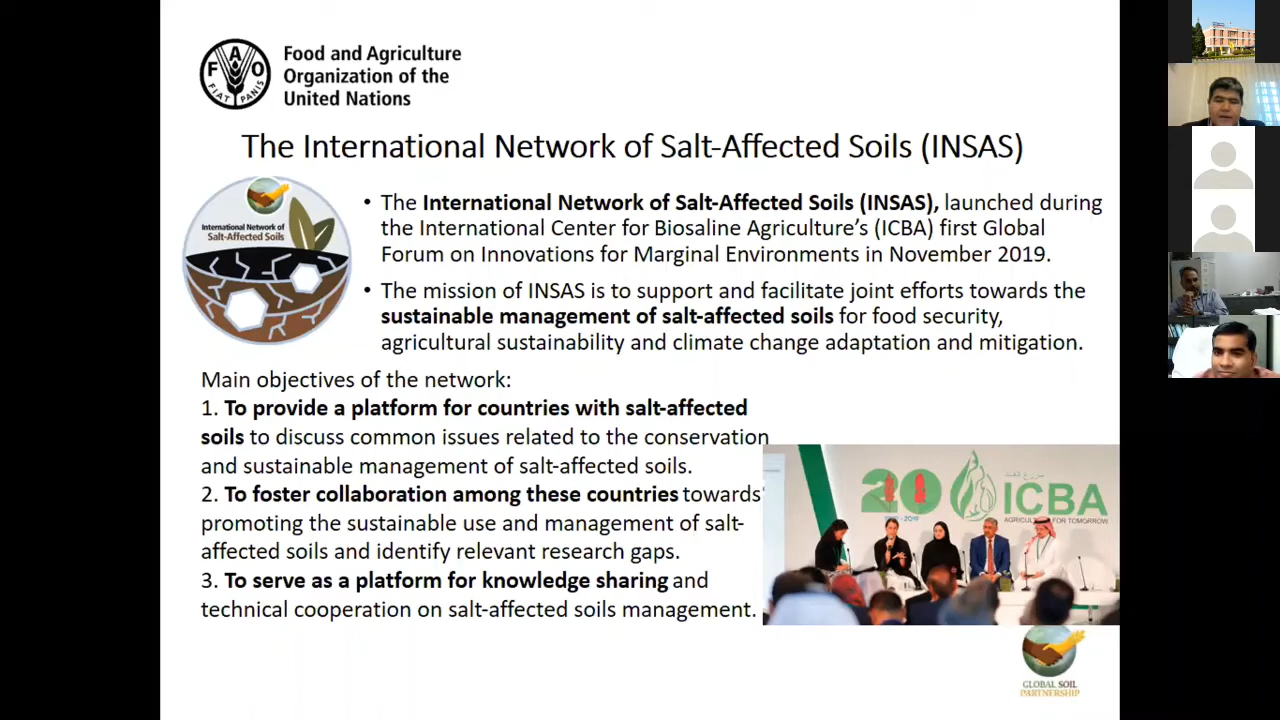 FAO
FIAT PANIS
Food and Agriculture
Organization of the
United Nations
The International Network of Salt-Affected Soils (INSAS)
International Network of
Salt-Affected Soils
• The International Network of Salt-Affected Soils (INSAS), launched during
the International Center for Biosaline Agriculture's (ICBA) first Global
Forum on Innovations for Marginal Environments in November 2019.
• The mission of INSAS is to support and facilitate joint efforts towards the
sustainable management of salt-affected soils for food security,
agricultural sustainability and climate change adaptation and mitigation.
Main objectives of the network:
1. To provide a platform for countries with salt-affected
soils to discuss common issues related to the conservation
and sustainable management of salt-affected soils.
2. To foster collaboration among these countries towards
promoting the sustainable use and management of salt-
affected soils and identify relevant research gaps.
3. To serve as a platform for knowledge sharing and
technical cooperation on salt-affected soils management.
20
ICBA
AGRICULTURE FOR TOMORROW
GLOBAL SOIL
PARTNERSHIP